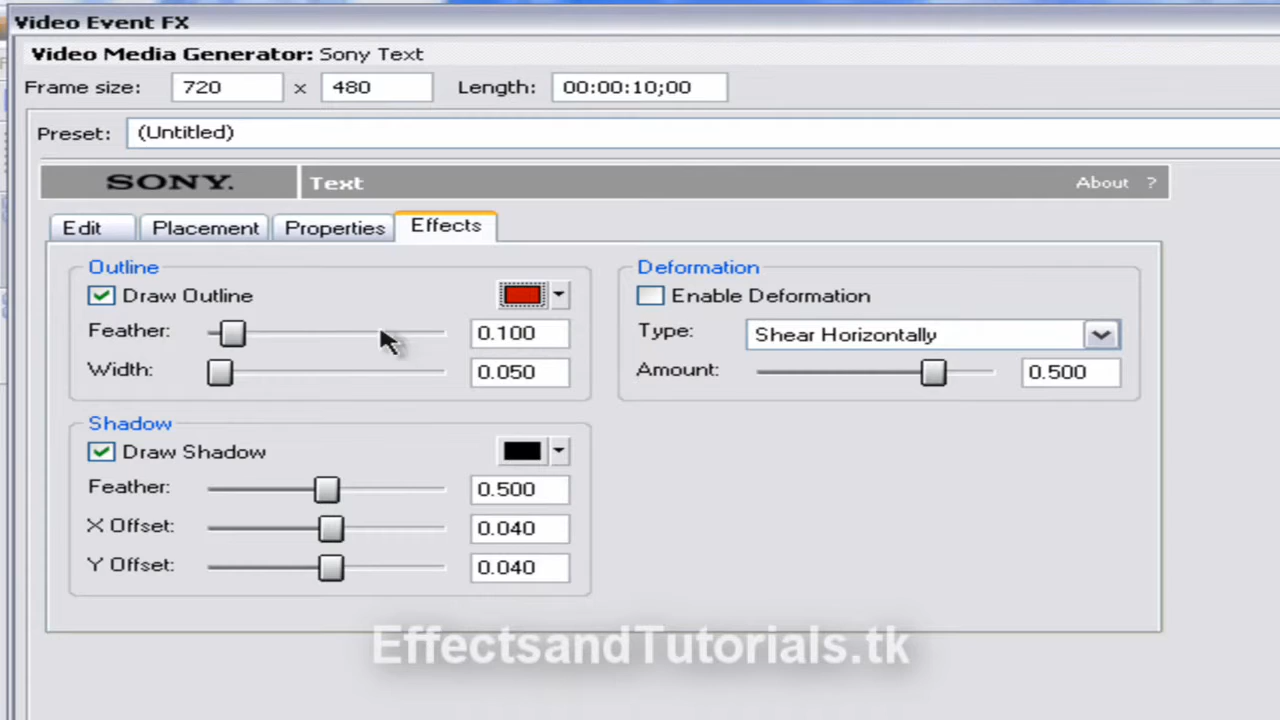 Video Event FX
Video Media Generator: Sony Text
Frame size: 720 x 480 Length: 00:00:10;00
Preset: (Untitled)
SONY. Text About ?
Edit Placement Properties Effects
Outline
Draw Outline
Feather: 0.100
Width: 0.050
Shadow
Draw Shadow
Feather: 0.500
X Offset: 0.040
Y Offset: 0.040
Deformation
Enable Deformation
Type: Shear Horizontally
Amount: 0.500
EffectsandTutorials.tk